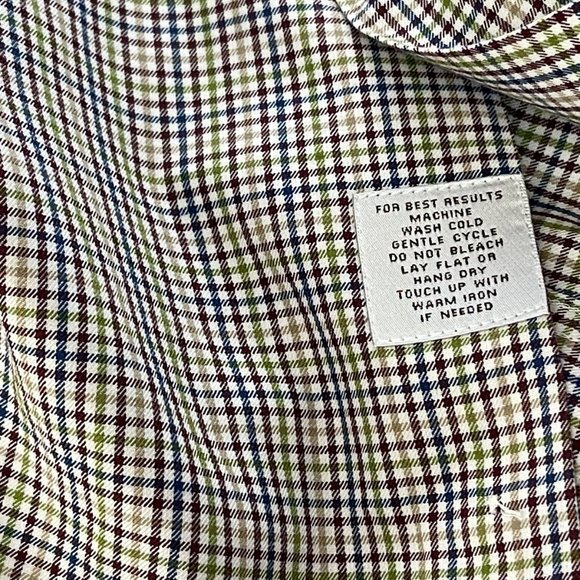 FOR BEST RESULTS
MACHINE
WASH COLD
GENTLE CYCLE
DO NOT BLEACH
LAY FLAT OR
HANG DRY
TOUCH UP WITH
WARM IRON
IF NEEDED